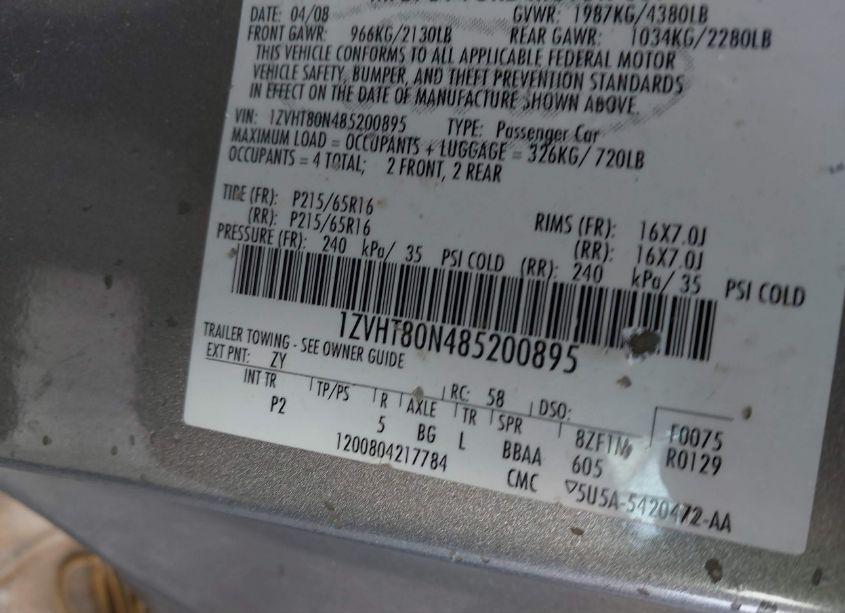 DATE: 04/08 GVWR: 1987KG/4380LB
FRONT GAWR: 966KG/2130LB REAR GAWR: 1034KG/2280LB
THIS VEHICLE CONFORMS TO ALL APPLICABLE FEDERAL MOTOR
VEHICLE SAFETY, BUMPER, AND THEFT PREVENTION STANDARDS
IN EFFECT ON THE DATE OF MANUFACTURE SHOWN ABOVE.
VIN: 1ZVHT80N485200895 TYPE: Passenger Car
MAXIMUM LOAD = OCCUPANTS + LUGGAGE = 326KG/ 720LB
OCCUPANTS = 4 TOTAL; 2 FRONT, 2 REAR
TIRE (FR): P215/65R16 RIMS (FR): 16X7.0J
(RR): P215/65R16 (RR): 16X7.0J
PRESSURE (FR): 240 kPa/ 35 PSI COLD (RR): 240 kPa/ 35 PSI COLD
1ZVHT80N485200895
TRAILER TOWING - SEE OWNER GUIDE
EXT PNT: ZY RC: 58 DSO:
INT TR TP/PS R AXLE TR SPR 8ZF1M F0075
P2 5 BG L BBAA 605 R0129
1200804217784 CMC ▽5U5A-5420472-AA